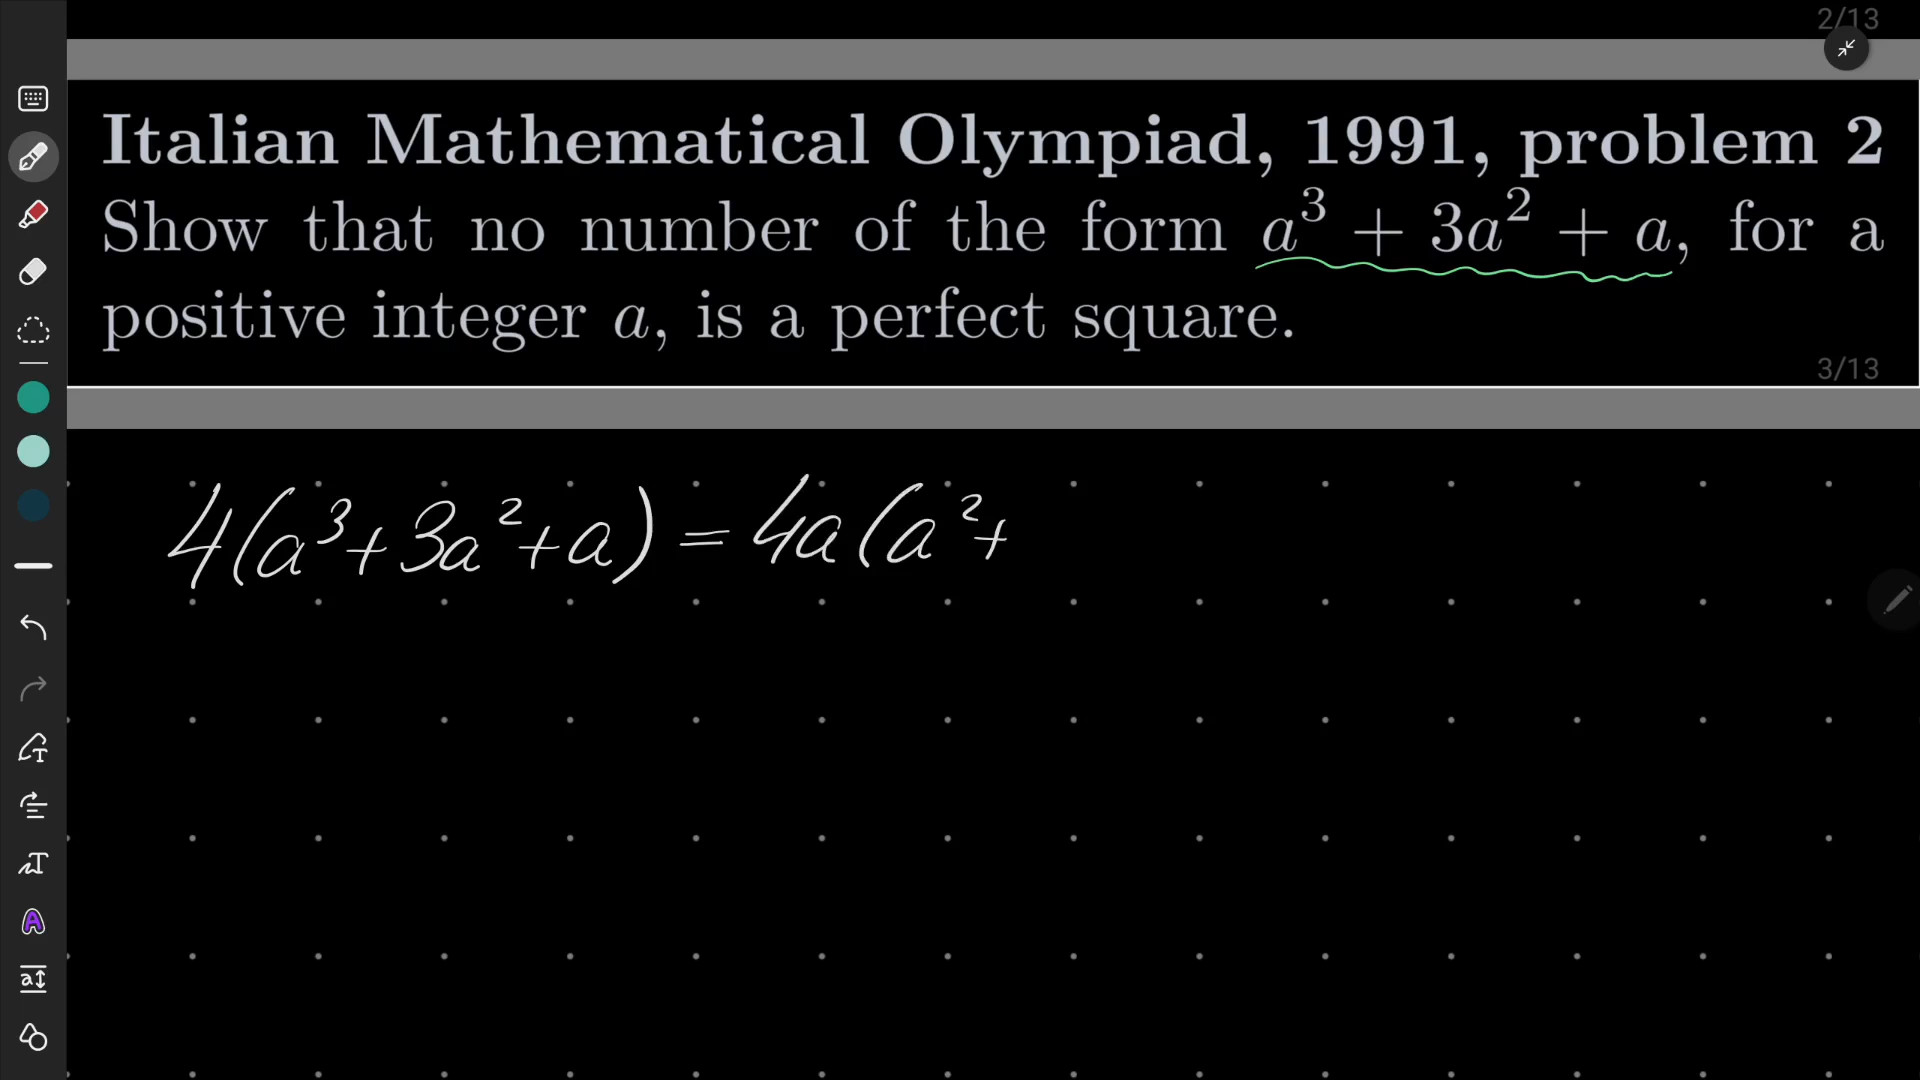 2/13
Italian Mathematical Olympiad, 1991, problem 2
Show that no number of the form a³ + 3a² + a, for a
positive integer a, is a perfect square.
3/13
4(a³+3a²+a) = 4a(a²+